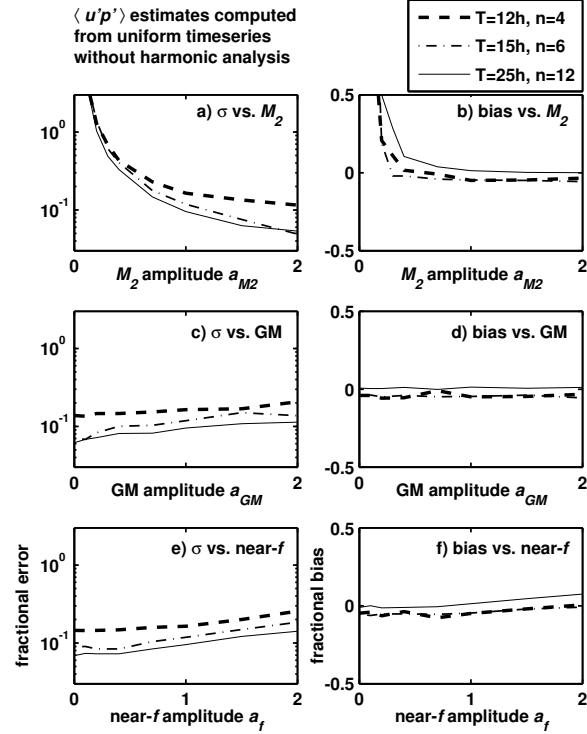 ⟨ u'p' ⟩ estimates computed
from uniform timeseries
without harmonic analysis
T=12h, n=4
T=15h, n=6
T=25h, n=12
a) σ vs. M2
10^0
10^-1
0 1 2
M2 amplitude aM2
b) bias vs. M2
0.5
0
-0.5
0 1 2
M2 amplitude aM2
c) σ vs. GM
10^0
10^-1
0 1 2
GM amplitude aGM
d) bias vs. GM
0.5
0
-0.5
0 1 2
GM amplitude aGM
e) σ vs. near-f
fractional error
10^0
10^-1
0 1 2
near-f amplitude af
f) bias vs. near-f
fractional bias
0.5
0
-0.5
0 1 2
near-f amplitude af